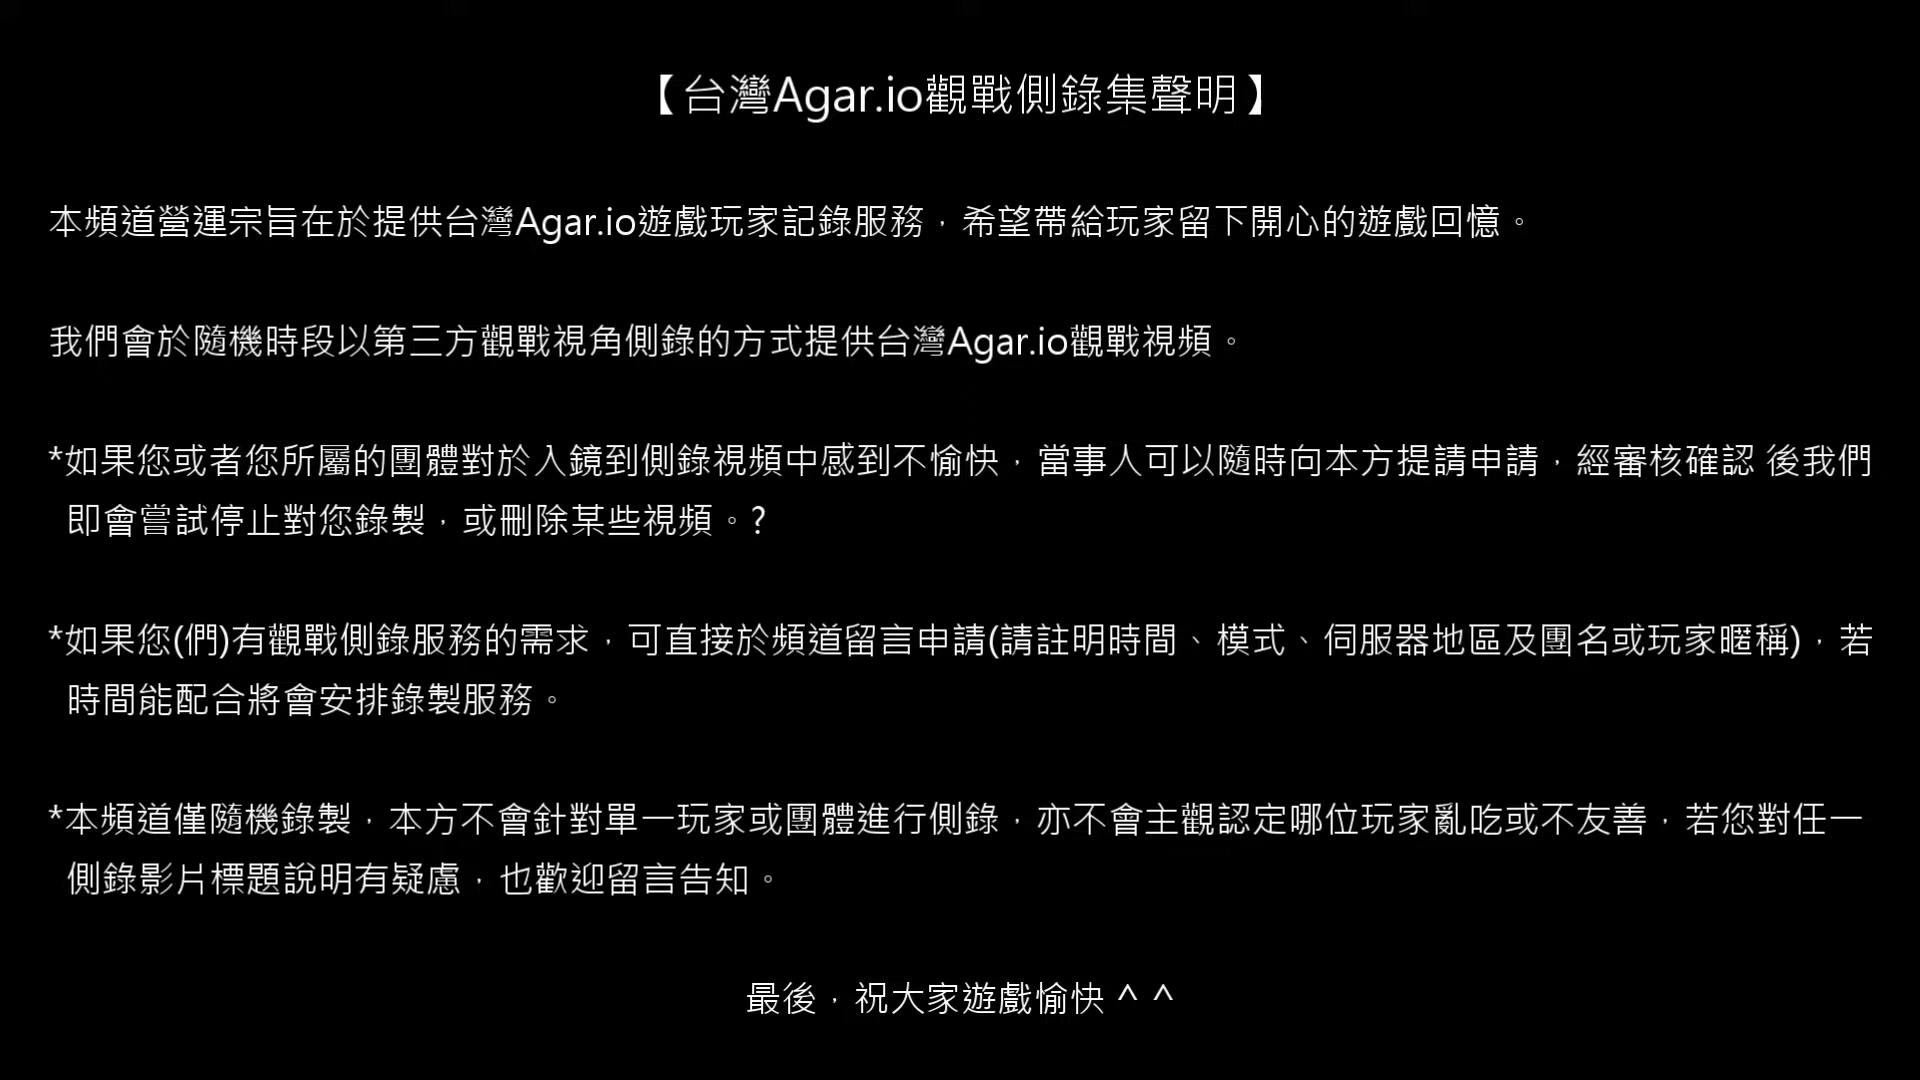 【台灣Agar.io觀戰側錄集聲明】
本頻道營運宗旨在於提供台灣Agar.io遊戲玩家記錄服務，希望帶給玩家留下開心的遊戲回憶。
我們會於隨機時段以第三方觀戰視角側錄的方式提供台灣Agar.io觀戰視頻。
*如果您或者您所屬的團體對於入鏡到側錄視頻中感到不愉快，當事人可以隨時向本方提請申請，經審核確認 後我們
即會嘗試停止對您錄製，或刪除某些視頻。?
*如果您(們)有觀戰側錄服務的需求，可直接於頻道留言申請(請註明時間、模式、伺服器地區及團名或玩家暱稱)，若
時間能配合將會安排錄製服務。
*本頻道僅隨機錄製，本方不會針對單一玩家或團體進行側錄，亦不會主觀認定哪位玩家亂吃或不友善，若您對任一
側錄影片標題說明有疑慮，也歡迎留言告知。
最後，祝大家遊戲愉快 ^ ^